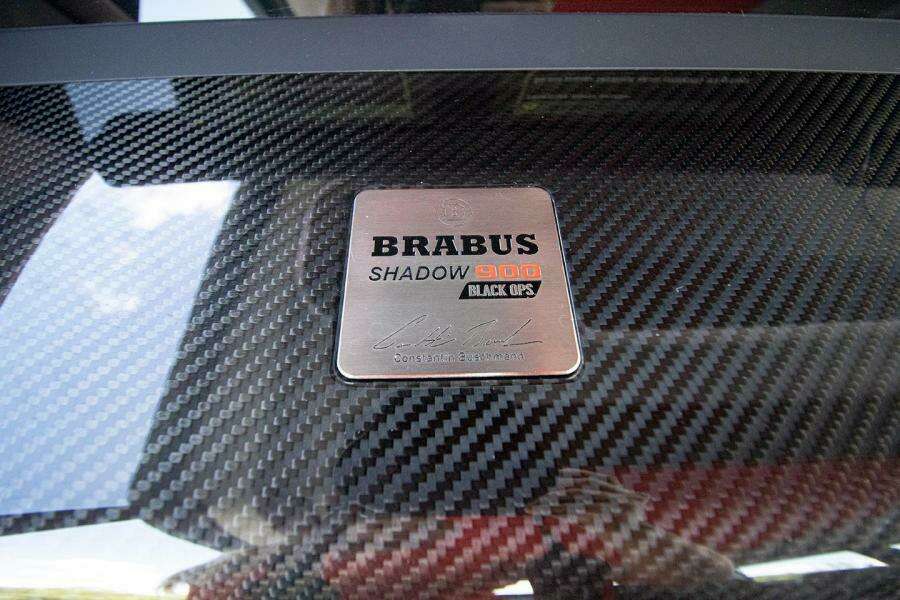 BRABUS
SHADOW 900
BLACK OPS
Constantin Buschmann